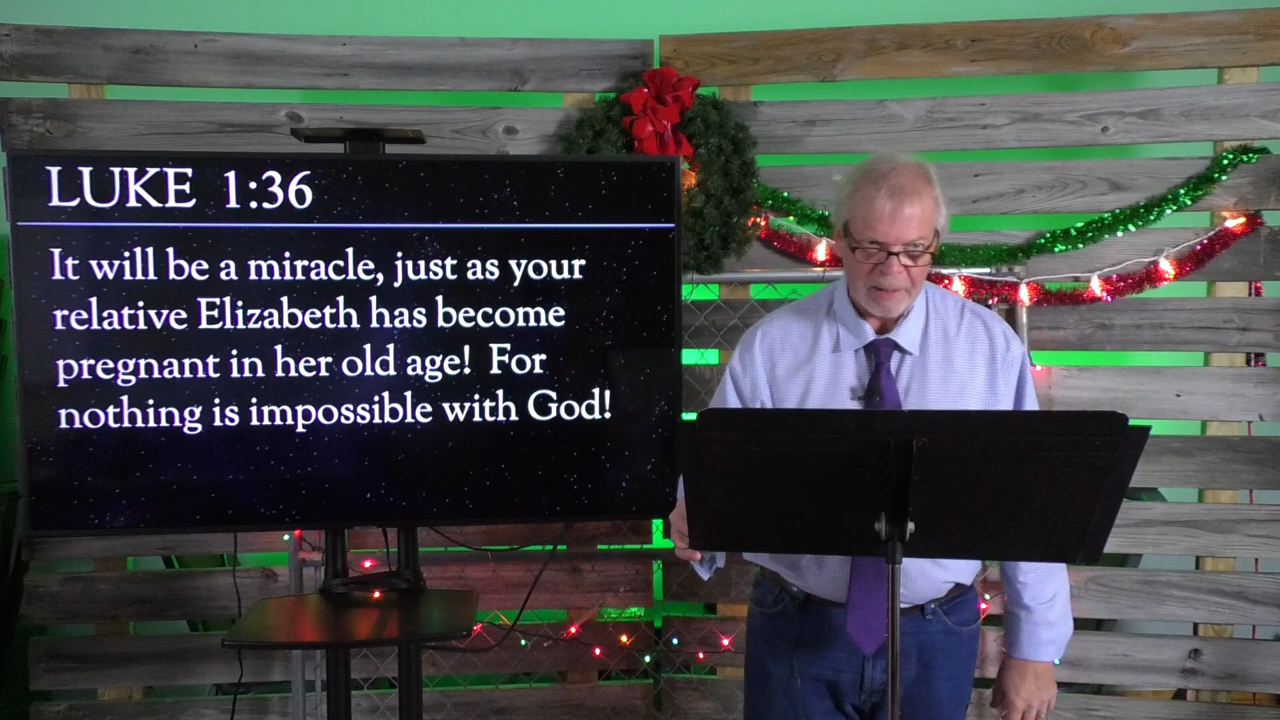 LUKE 1:36
It will be a miracle, just as your
relative Elizabeth has become
pregnant in her old age! For
nothing is impossible with God!